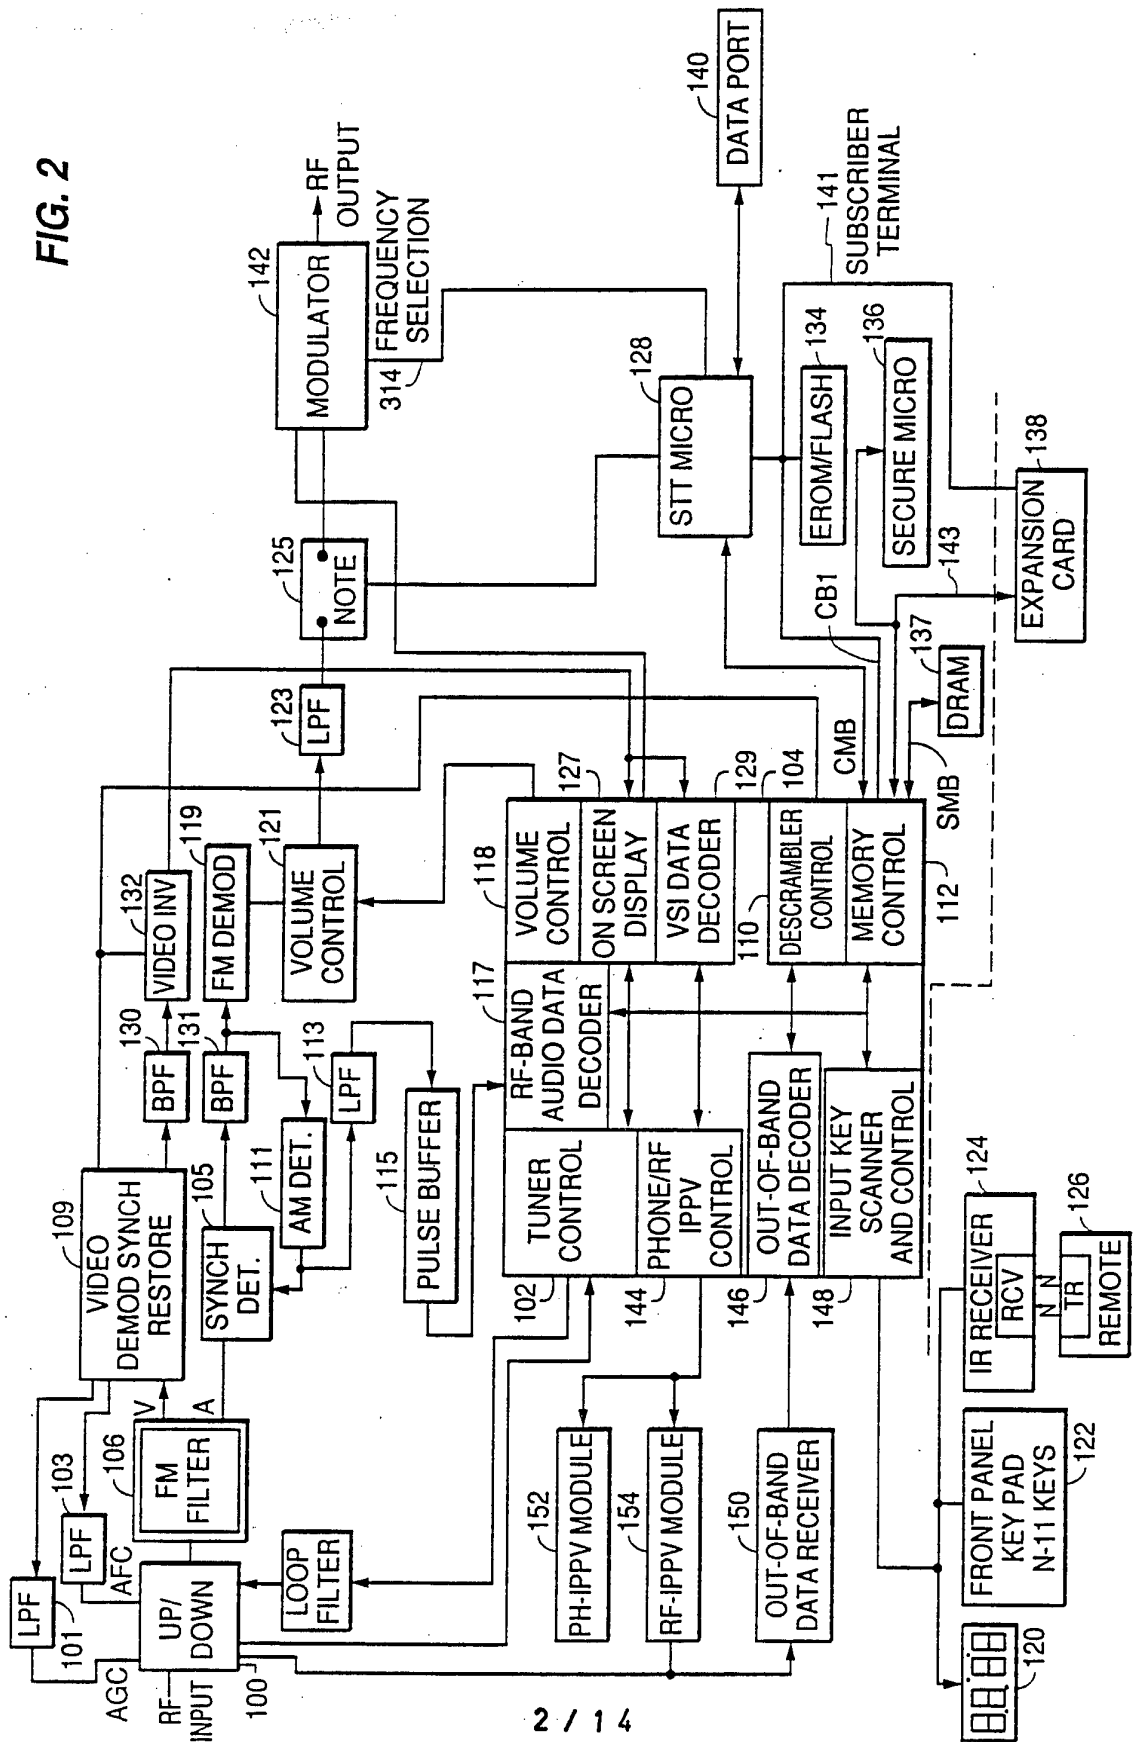 FIG. 2
LPF
101
AGC
RF
INPUT
100
UP/
DOWN
AFC
LPF
103
106
FM
FILTER
V
A
LOOP
FILTER
109
VIDEO
DEMOD SYNCH
RESTORE
105
SYNCH
DET.
111
AM DET.
130
BPF
131
BPF
113
LPF
115
PULSE BUFFER
132
VIDEO INV
119
FM DEMOD
121
VOLUME
CONTROL
123
LPF
125
NOTE
142
MODULATOR
RF
OUTPUT
FREQUENCY
SELECTION
314
117
RF-BAND
AUDIO DATA
DECODER
118
VOLUME
CONTROL
127
ON SCREEN
DISPLAY
129
VSI DATA
DECODER
104
110
DESCRAMBLER
CONTROL
MEMORY
CONTROL
112
102
TUNER
CONTROL
144
PHONE/RF
IPPV
CONTROL
146
OUT-OF-BAND
DATA DECODER
148
INPUT KEY
SCANNER
AND CONTROL
152
PH-IPPV MODULE
154
RF-IPPV MODULE
150
OUT-OF-BAND
DATA RECEIVER
128
STT MICRO
140
DATA PORT
134
EROM/FLASH
136
SECURE MICRO
141
SUBSCRIBER
TERMINAL
CB1
CMB
SMB
143
137
DRAM
138
EXPANSION
CARD
120
FRONT PANEL
KEY PAD
N-11 KEYS
122
IR RECEIVER
124
RCV
N N
TR
REMOTE
126
2 / 14